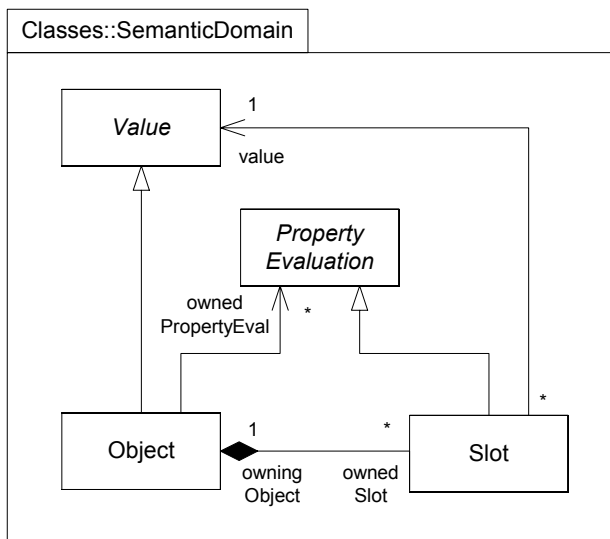 Classes::SemanticDomain
1
Value
value
Property
Evaluation
owned
PropertyEval
*
*
1
*
Object
Slot
owning
Object
owned
Slot